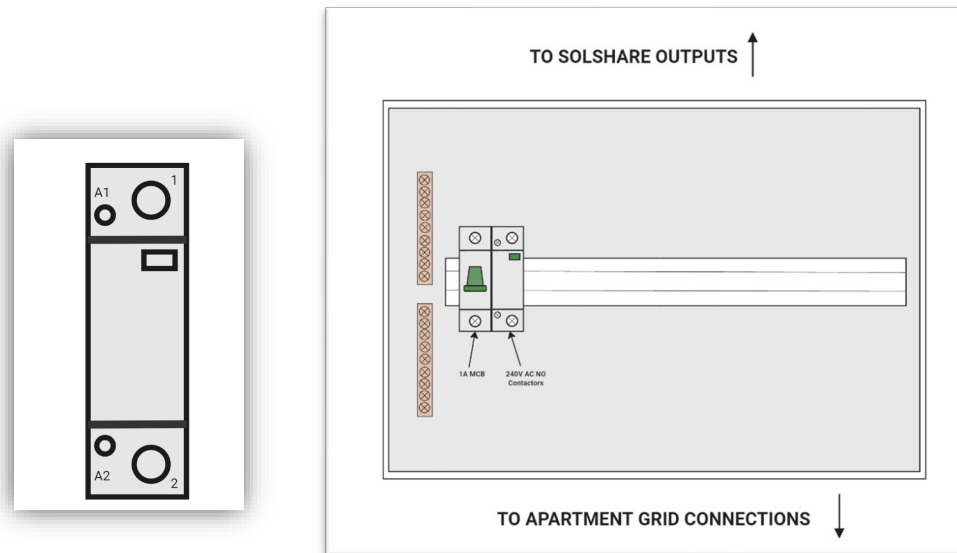 A1
1
A2
2
TO SOLSHARE OUTPUTS
1A MCB
240V AC NO
Contactors
TO APARTMENT GRID CONNECTIONS